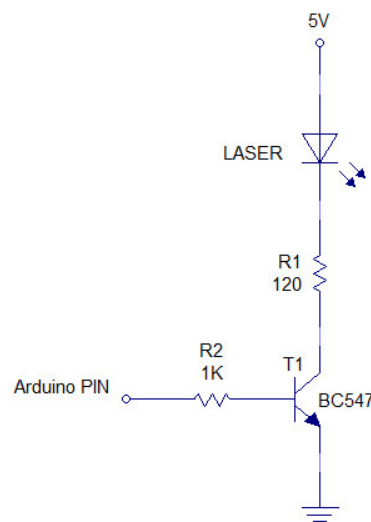 5V
LASER
R1
120
R2
1K
T1
Arduino PIN
BC547